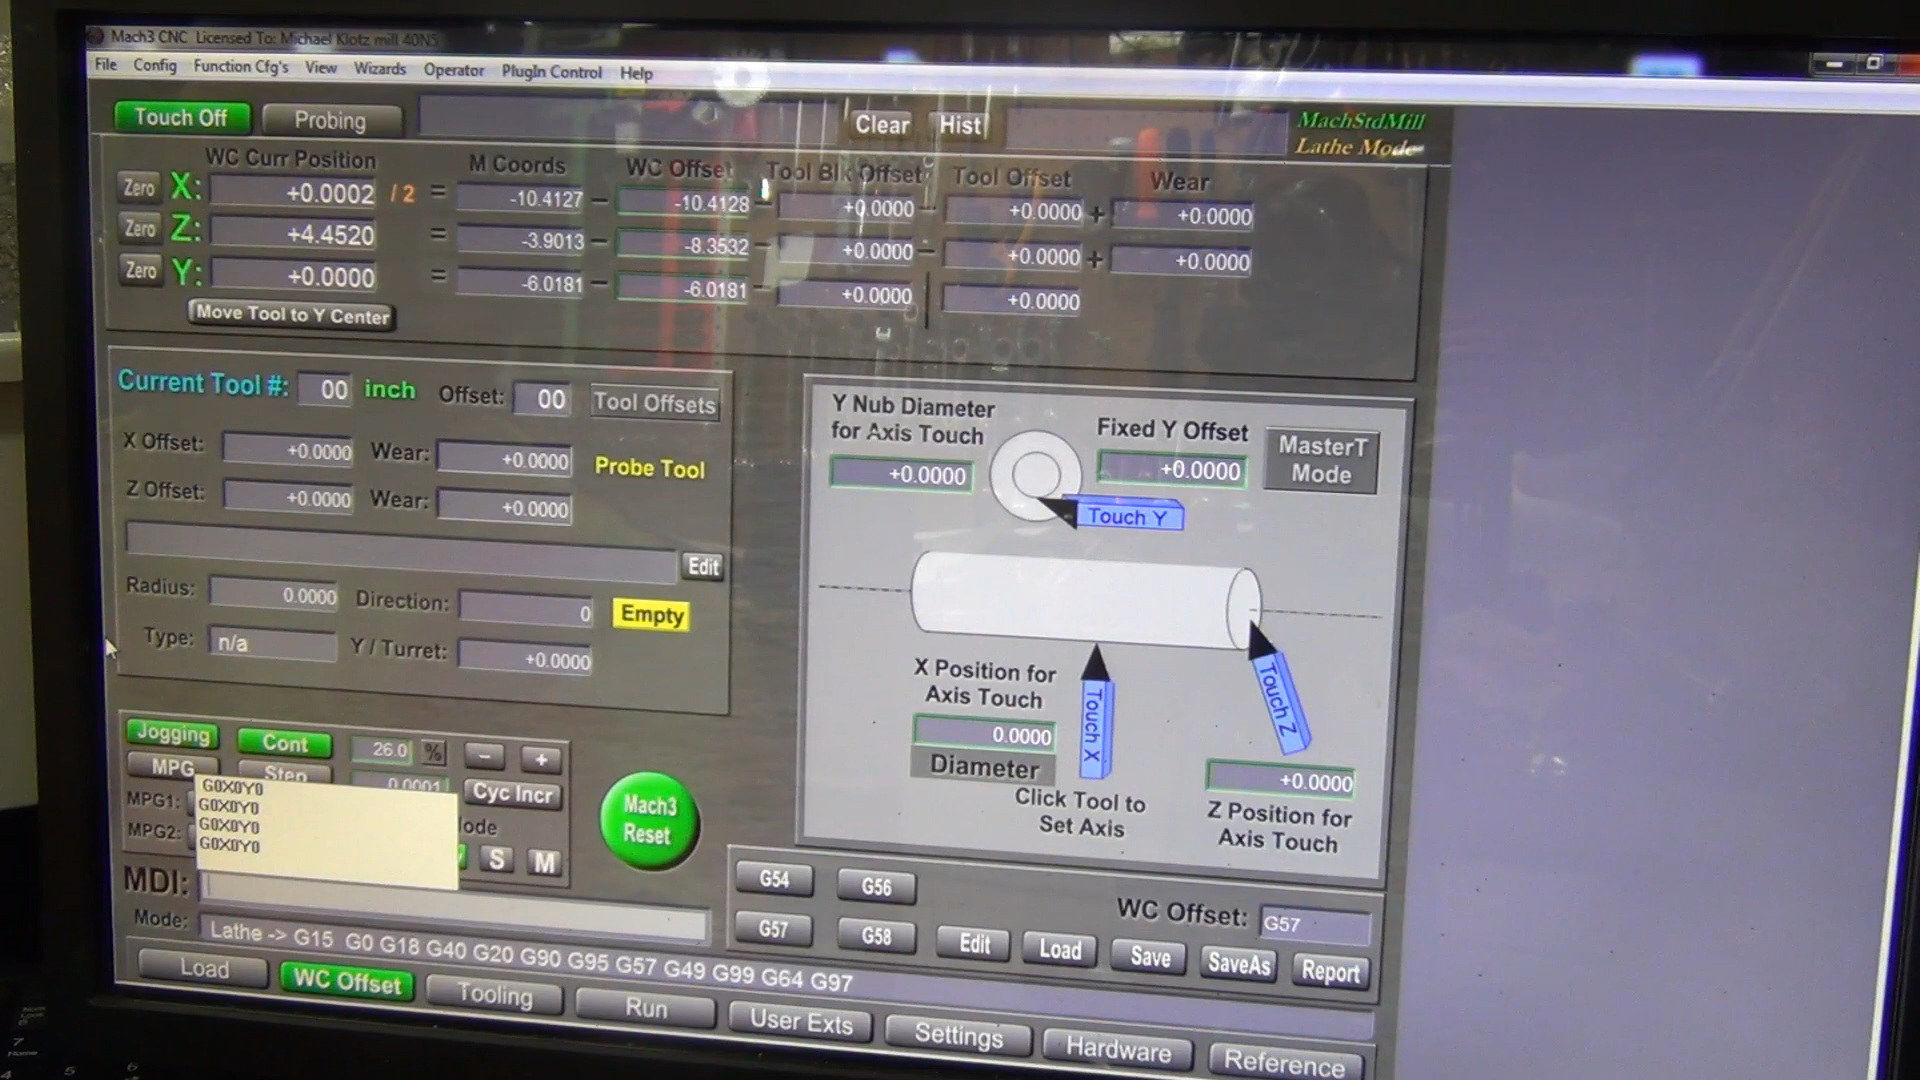 Mach3 CNC Licensed To: Michael Klotz mill 40N5
File Config Function Cfg's View Wizards Operator PlugIn Control Help
Touch Off Probing Clear Hist MachStdMill
Lathe Mode
WC Curr Position M Coords WC Offset Tool Blk Offset Tool Offset Wear
Zero X: +0.0002 / 2 = -10.4127 - -10.4128 - +0.0000 - +0.0000 + +0.0000
Zero Z: +4.4520 = -3.9013 - -8.3532 - +0.0000 - +0.0000 + +0.0000
Zero Y: +0.0000 = -6.0181 - -6.0181 - +0.0000 +0.0000
Move Tool to Y Center
Current Tool #: 00 inch Offset: 00 Tool Offsets
X Offset: +0.0000 Wear: +0.0000 Probe Tool
Z Offset: +0.0000 Wear: +0.0000
Edit
Radius: 0.0000 Direction: 0 Empty
Type: n/a Y / Turret: +0.0000
Y Nub Diameter
for Axis Touch
+0.0000
Fixed Y Offset
+0.0000
MasterT
Mode
Touch Y
X Position for
Axis Touch
0.0000
Diameter
Touch X
Touch Z
Click Tool to
Set Axis
+0.0000
Z Position for
Axis Touch
Jogging Cont 26.0 % - +
MPG Step 0.0001 Cyc Incr
MPG1:
MPG2: lode
S M
G0X0Y0
G0X0Y0
G0X0Y0
G0X0Y0
Mach3
Reset
MDI:
Mode: Lathe -> G15 G0 G18 G40 G20 G90 G95 G57 G49 G99 G64 G97
G54 G56 WC Offset: G57
G57 G58 Edit Load Save SaveAs Report
Load WC Offset Tooling Run User Exts Settings Hardware Reference